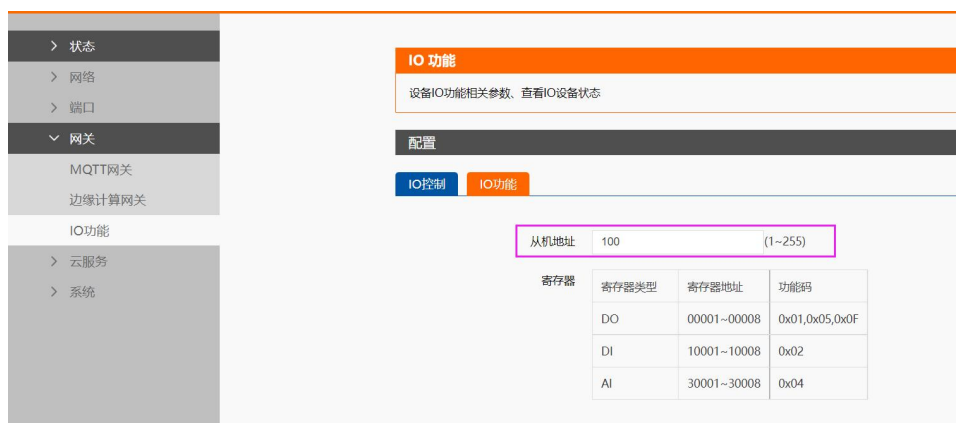 状态
网络
端口
网关
MQTT网关
边缘计算网关
IO功能
云服务
系统
IO 功能
设备IO功能相关参数、查看IO设备状态
配置
IO控制 IO功能
从机地址 100 (1~255)
寄存器
寄存器类型 寄存器地址 功能码
DO 00001~00008 0x01,0x05,0x0F
DI 10001~10008 0x02
AI 30001~30008 0x04